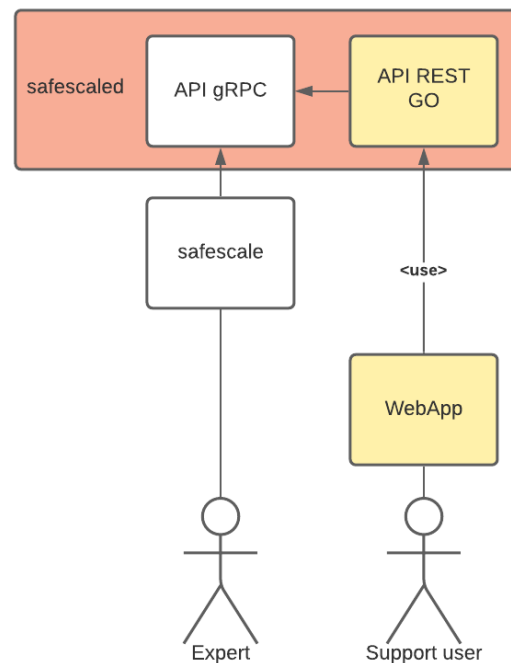 safescaled
API gRPC
API REST
GO
safescale
<use>
WebApp
Expert
Support user